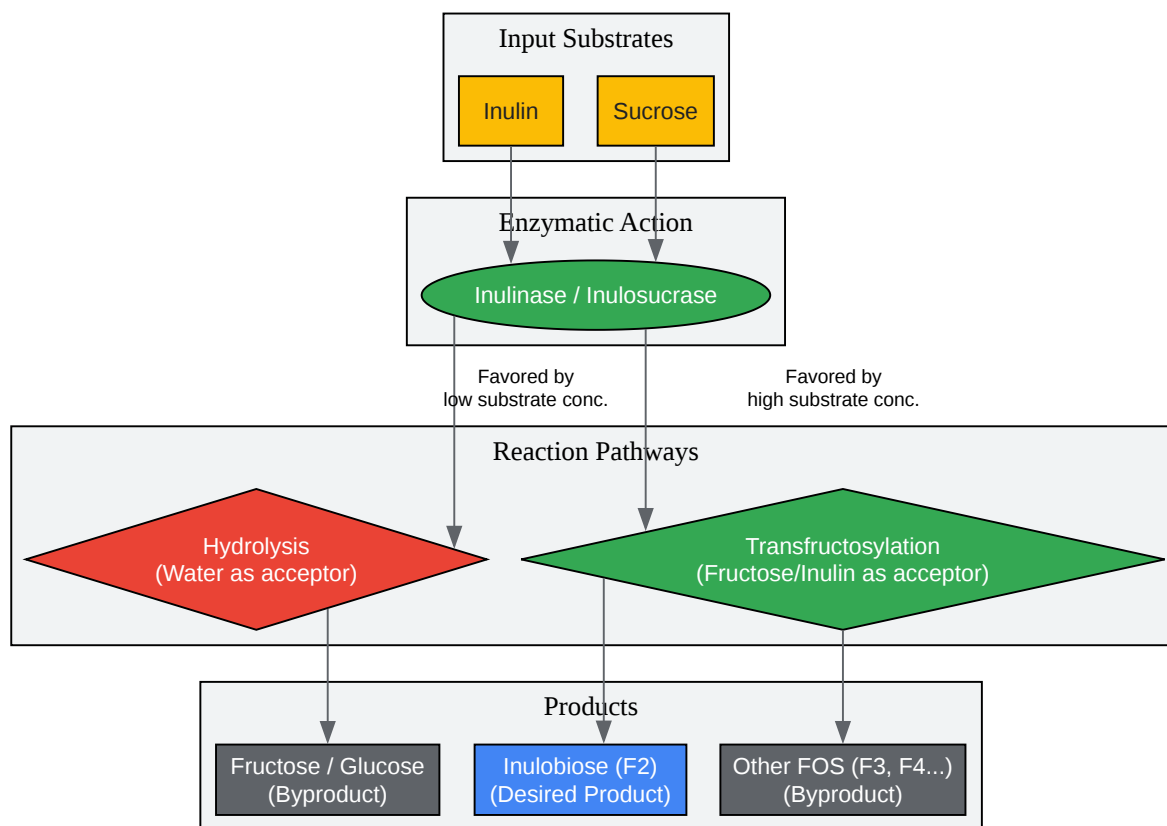 Input Substrates
Inulin
Sucrose
Enzymatic Action
Inulinase / Inulosucrase
Favored by
low substrate conc.
Favored by
high substrate conc.
Reaction Pathways
Hydrolysis
(Water as acceptor)
Transfructosylation
(Fructose/Inulin as acceptor)
Products
Fructose / Glucose
(Byproduct)
Inulobiose (F2)
(Desired Product)
Other FOS (F3, F4...)
(Byproduct)